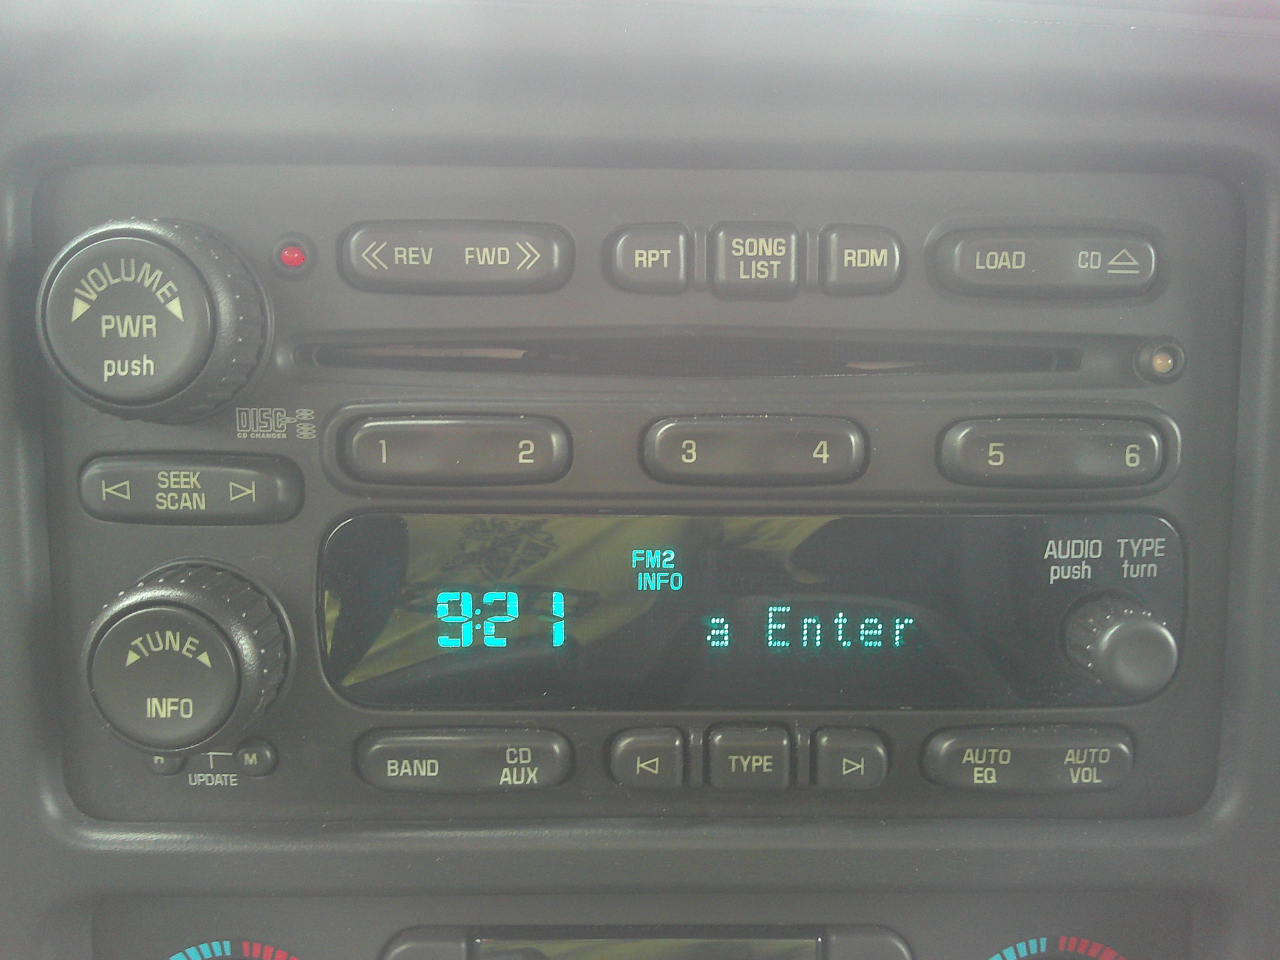 VOLUME
PWR
push
REV FWD
RPT
SONG
LIST
RDM
LOAD CD
DISC
CD CHANGER
1 2
3 4
5 6
SEEK
SCAN
FM2
INFO
9:21
a Enter
AUDIO TYPE
push turn
TUNE
INFO
H M
UPDATE
BAND
CD
AUX
TYPE
AUTO
EQ
AUTO
VOL